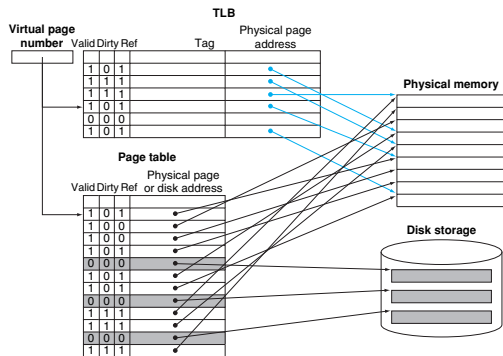 TLB
Virtual page
number
Valid Dirty Ref
Tag
Physical page
address
1 0 1
1 1 1
1 1 1
1 0 1
0 0 0
1 0 1
Physical memory
Page table
Valid Dirty Ref
Physical page
or disk address
1 0 1
1 0 0
1 0 0
1 0 1
0 0 0
1 0 1
1 0 1
0 0 0
1 1 1
1 1 1
0 0 0
1 1 1
Disk storage